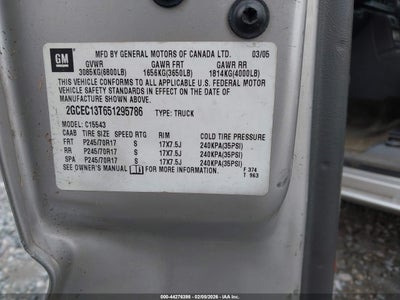 GM
MFD BY GENERAL MOTORS OF CANADA LTD. 03/05
GVWR GAWR FRT GAWR RR
3085KG(6800LB) 1656KG(3650LB) 1814KG(4000LB)
THIS VEHICLE CONFORMS TO ALL APPLICABLE U.S. FEDERAL MOTOR
VEHICLE SAFETY STANDARDS IN EFFECT ON THE DATE OF
MANUFACTURE SHOWN ABOVE.
2GCEC13T651295786 TYPE: TRUCK
MODEL: C15543
TIRE SIZE SPEED RTG RIM COLD TIRE PRESSURE
FRT P245/70R17 S 17X7.5J 240KPA(35PSI)
RR P245/70R17 S 17X7.5J 240KPA(35PSI)
SPA P245/70R17 S 17X7.5J 240KPA(35PSI)
SEE OWNER'S MANUAL FOR MORE INFORMATION.
F 374
T 963
000-44276386 - 02/09/2026 - IAA, Inc.